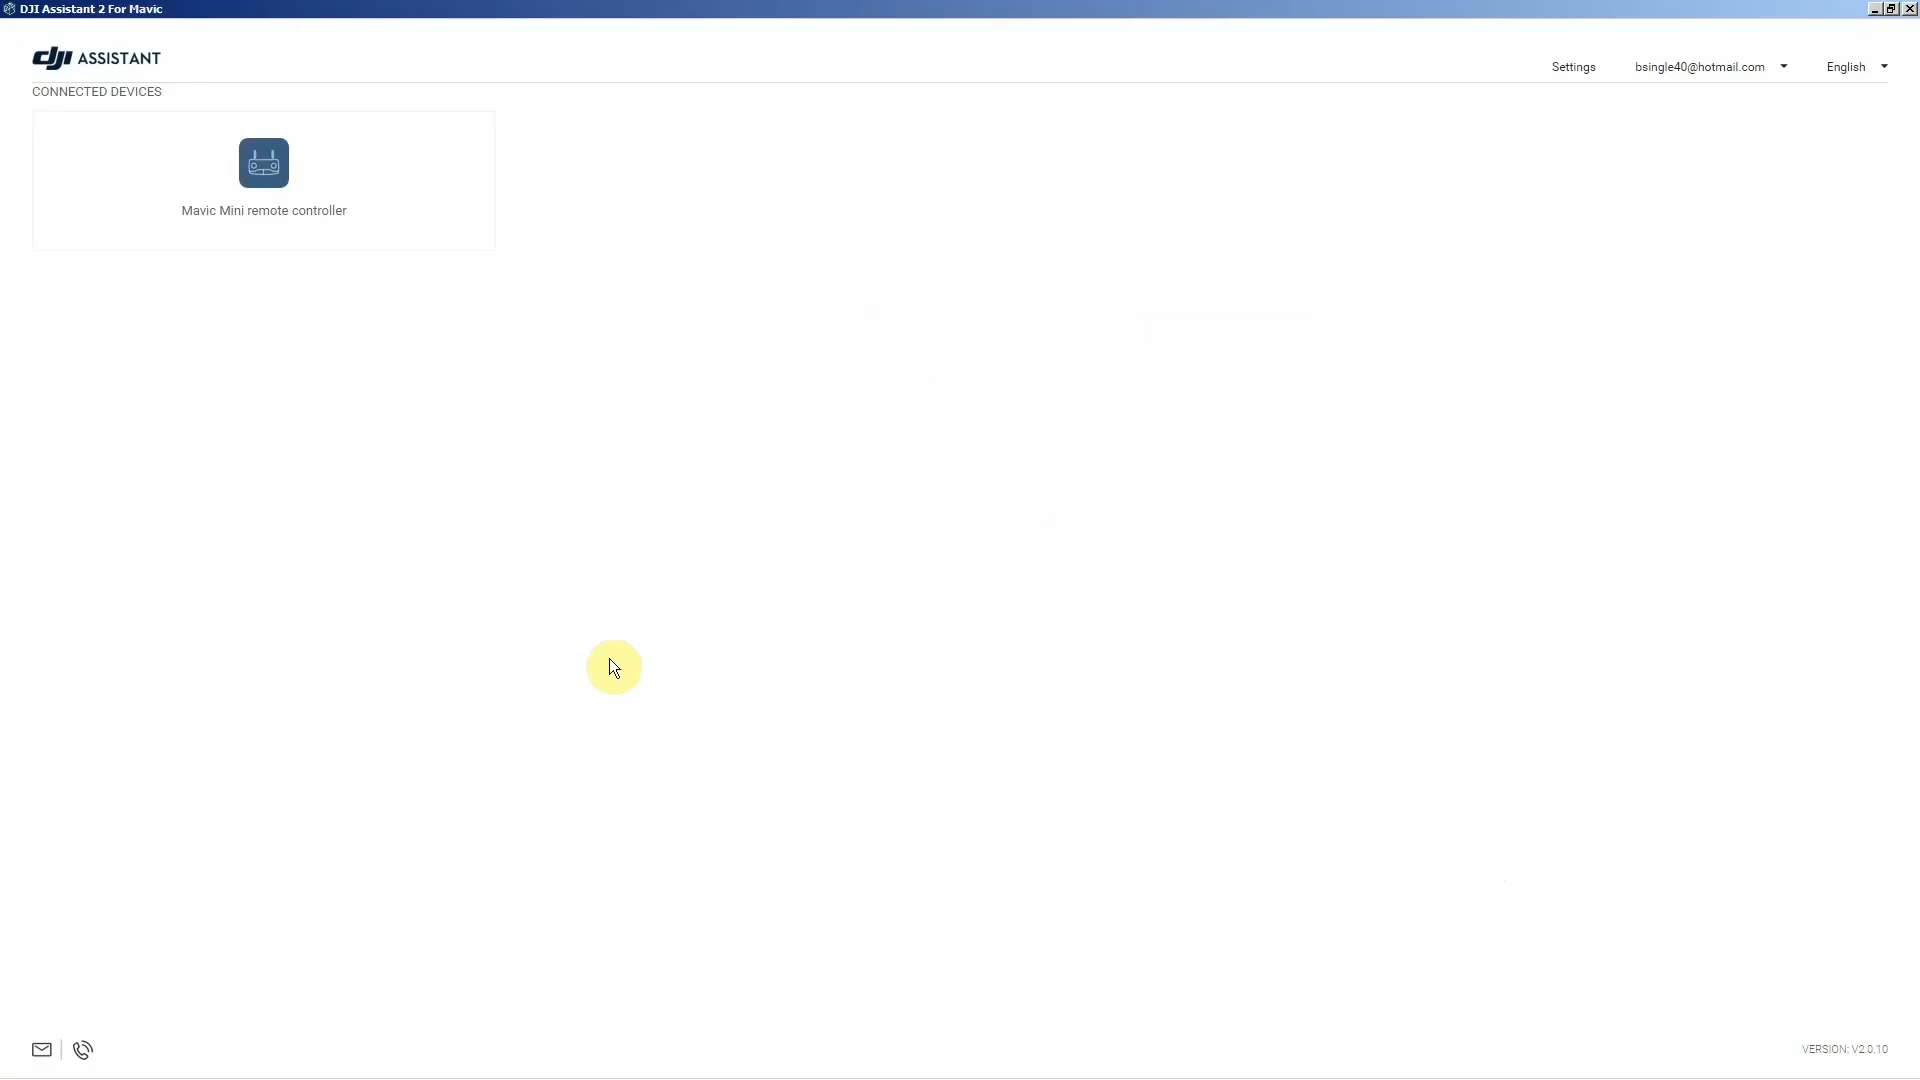 DJI Assistant 2 For Mavic
dji ASSISTANT
Settings bsingle40@hotmail.com English
CONNECTED DEVICES
Mavic Mini remote controller
VERSION: V2.0.10